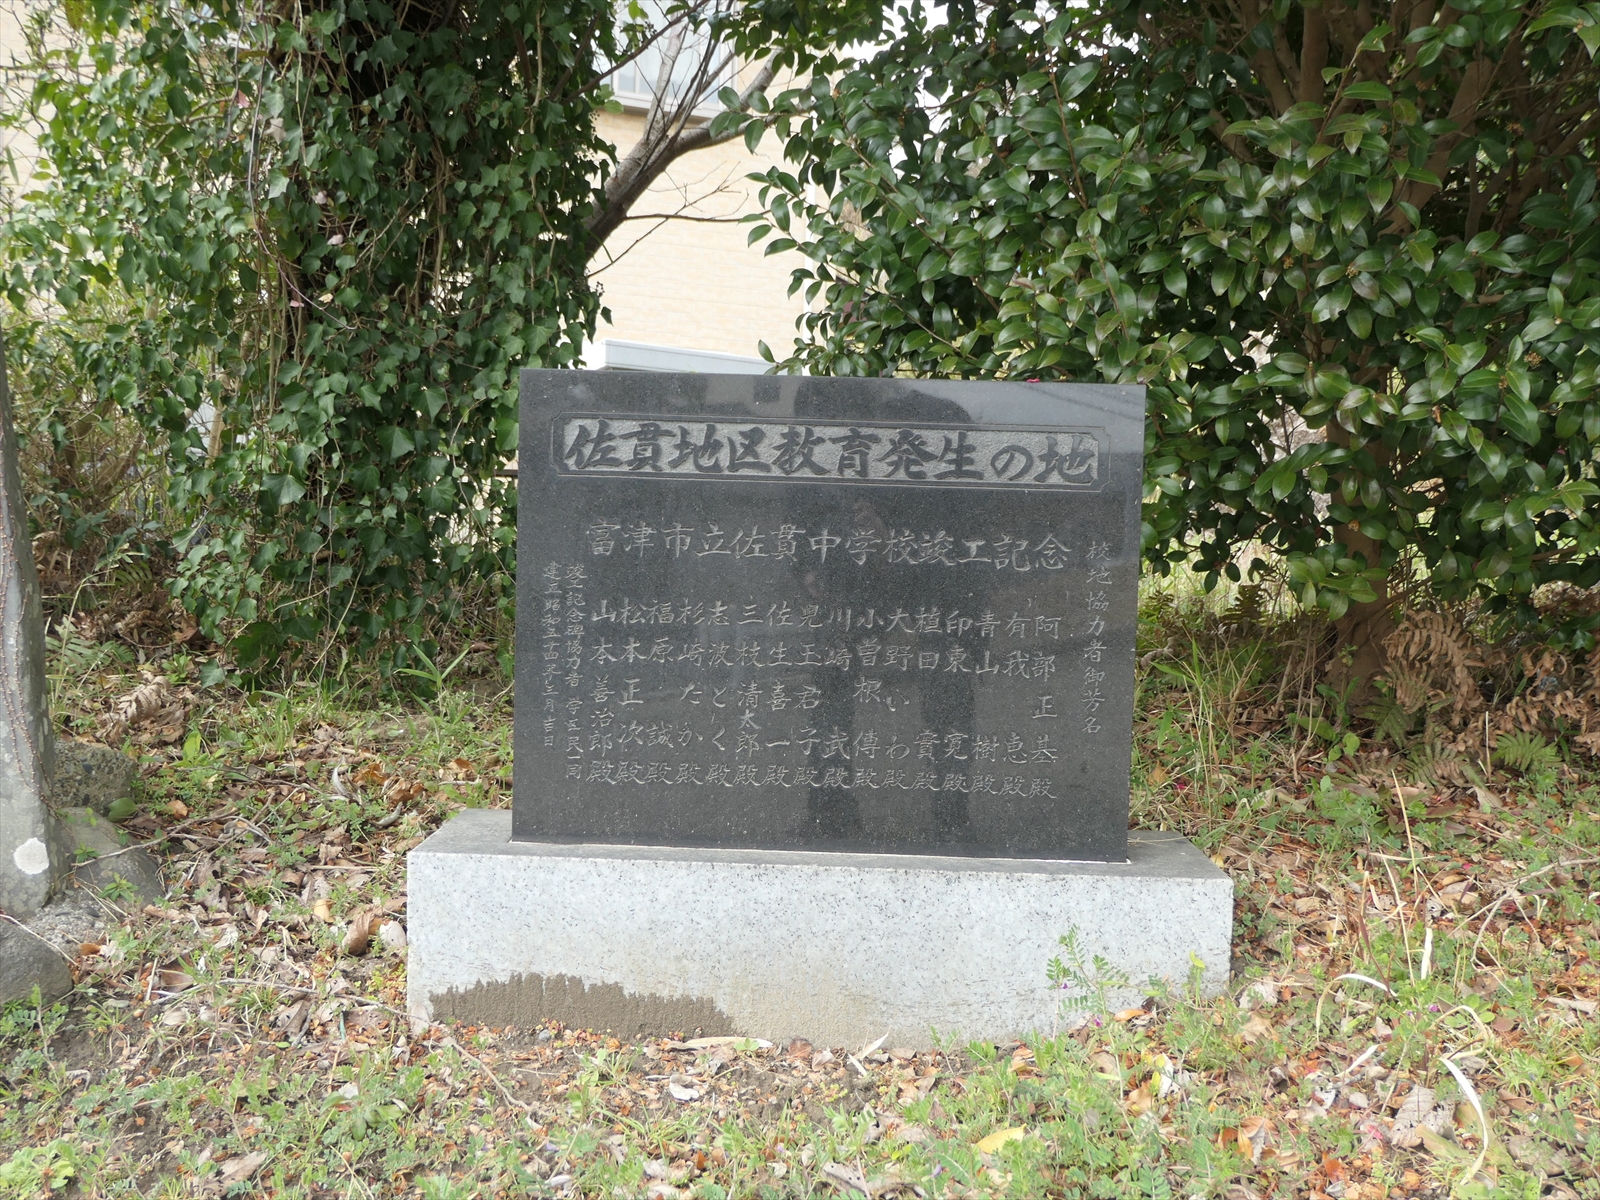 佐貫地区教育発生の地
富津市立佐貫中学校竣工記念
校地協力者御芳名
阿部正基殿
有我恵殿
青山樹殿
印東寛殿
植田實殿
大野いわ殿
小曽根傳殿
川崎武殿
児玉君子殿
佐生喜一殿
三枝清太郎殿
志波とく殿
杉崎たか殿
福原誠殿
松本正次殿
山本善治郎殿
竣工記念碑協力者 学区民一同
建立昭和五十四年三月吉日